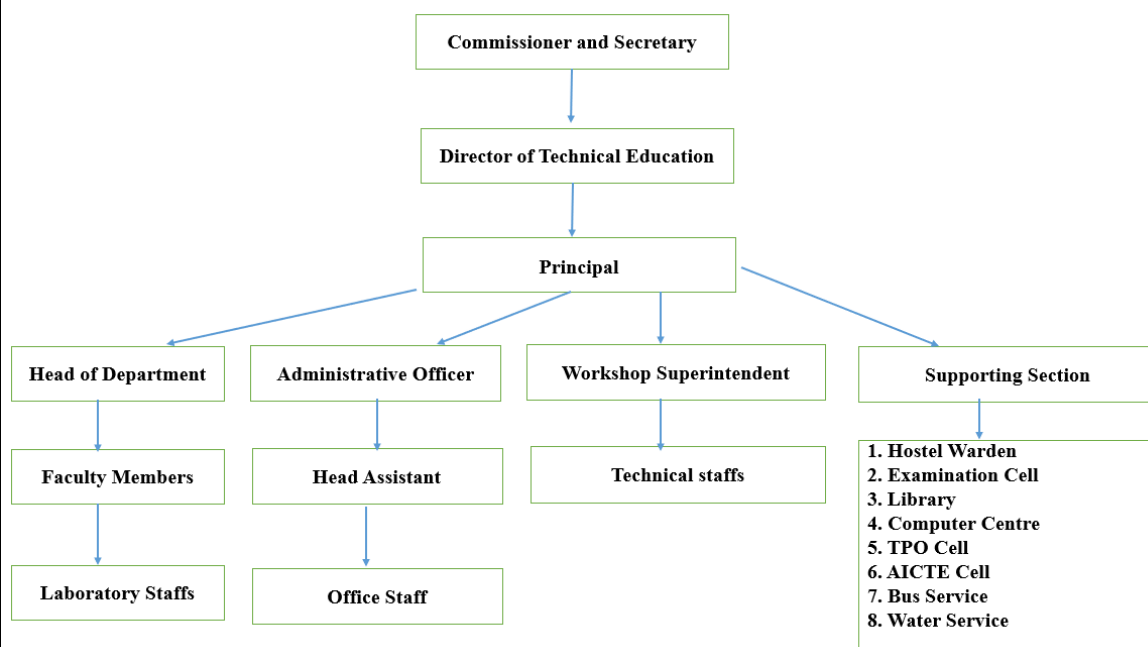 Commissioner and Secretary
Director of Technical Education
Principal
Head of Department
Administrative Officer
Workshop Superintendent
Supporting Section
Faculty Members
Head Assistant
Technical staffs
1. Hostel Warden
2. Examination Cell
3. Library
4. Computer Centre
5. TPO Cell
6. AICTE Cell
7. Bus Service
8. Water Service
Laboratory Staffs
Office Staff